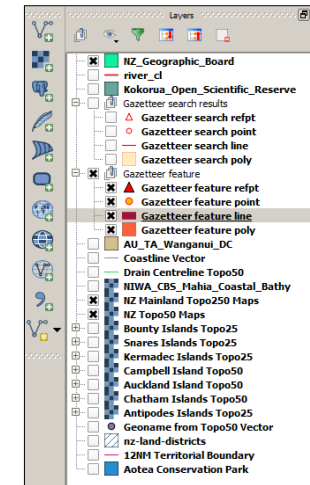 Layers
NZ_Geographic_Board
river_cl
Kokorua_Open_Scientific_Reserve
Gazetteer search results
Gazetteer search refpt
Gazetteer search point
Gazetteer search line
Gazetteer search poly
Gazetteer feature
Gazetteer feature refpt
Gazetteer feature point
Gazetteer feature line
Gazetteer feature poly
AU_TA_Wanganui_DC
Coastline Vector
Drain Centreline Topo50
NIWA_CBS_Mahia_Coastal_Bathy
NZ Mainland Topo250 Maps
NZ Topo50 Maps
Bounty Islands Topo25
Snares Islands Topo25
Kermadec Islands Topo25
Campbell Island Topo50
Auckland Island Topo50
Chatham Islands Topo50
Antipodes Islands Topo25
Geoname from Topo50 Vector
nz-land-districts
12NM Territorial Boundary
Aotea Conservation Park